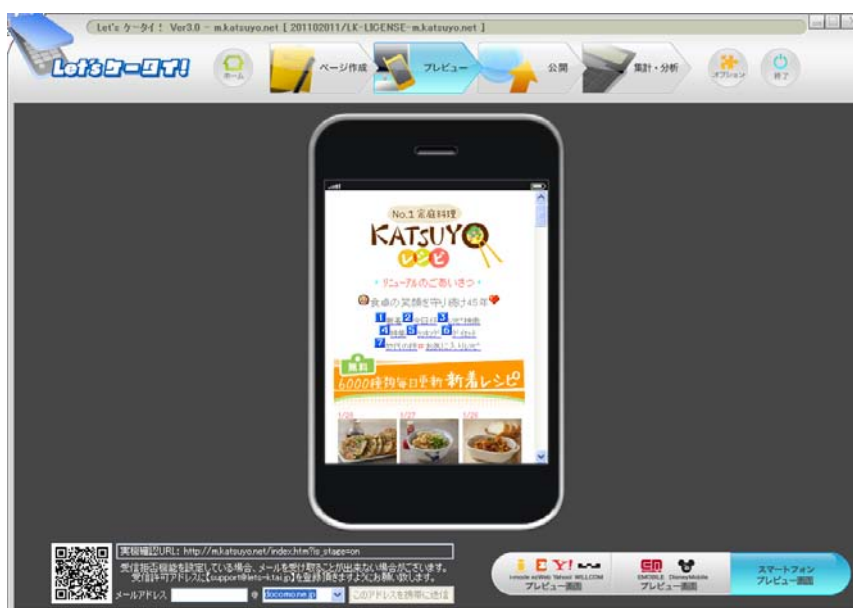 Let's ケータイ! Ver3.0 - m.katsuyo.net [ 201102011/LK-LICENSE-m.katsuyo.net ]
Let'sケータイ!
ホーム
ページ作成
プレビュー
公開
集計・分析
オプション
終了
No.1 家庭料理
KATSUYO
レシピ
リニューアルのごあいさつ
食卓の笑顔を守り続け45年
1 2 3
4 5 6
7
無料
6000種類毎日更新 新着レシピ
1/28 1/27 1/26
実機確認URL: http://m.katsuyo.net/index.htm?is_stage=on
受信拒否機能を設定している場合、メールを受け取ることが出来ない場合がございます。
受信許可アドレスに【support@lets-ktai.jp】を登録頂きますようにお願い致します。
メールアドレス @ docomo.ne.jp このアドレスを携帯に送信
i E Y!
i-mode ezWeb Yahoo! WILLCOM
プレビュー画面
EM
EMOBILE DisneyMobile
プレビュー画面
スマートフォン
プレビュー画面